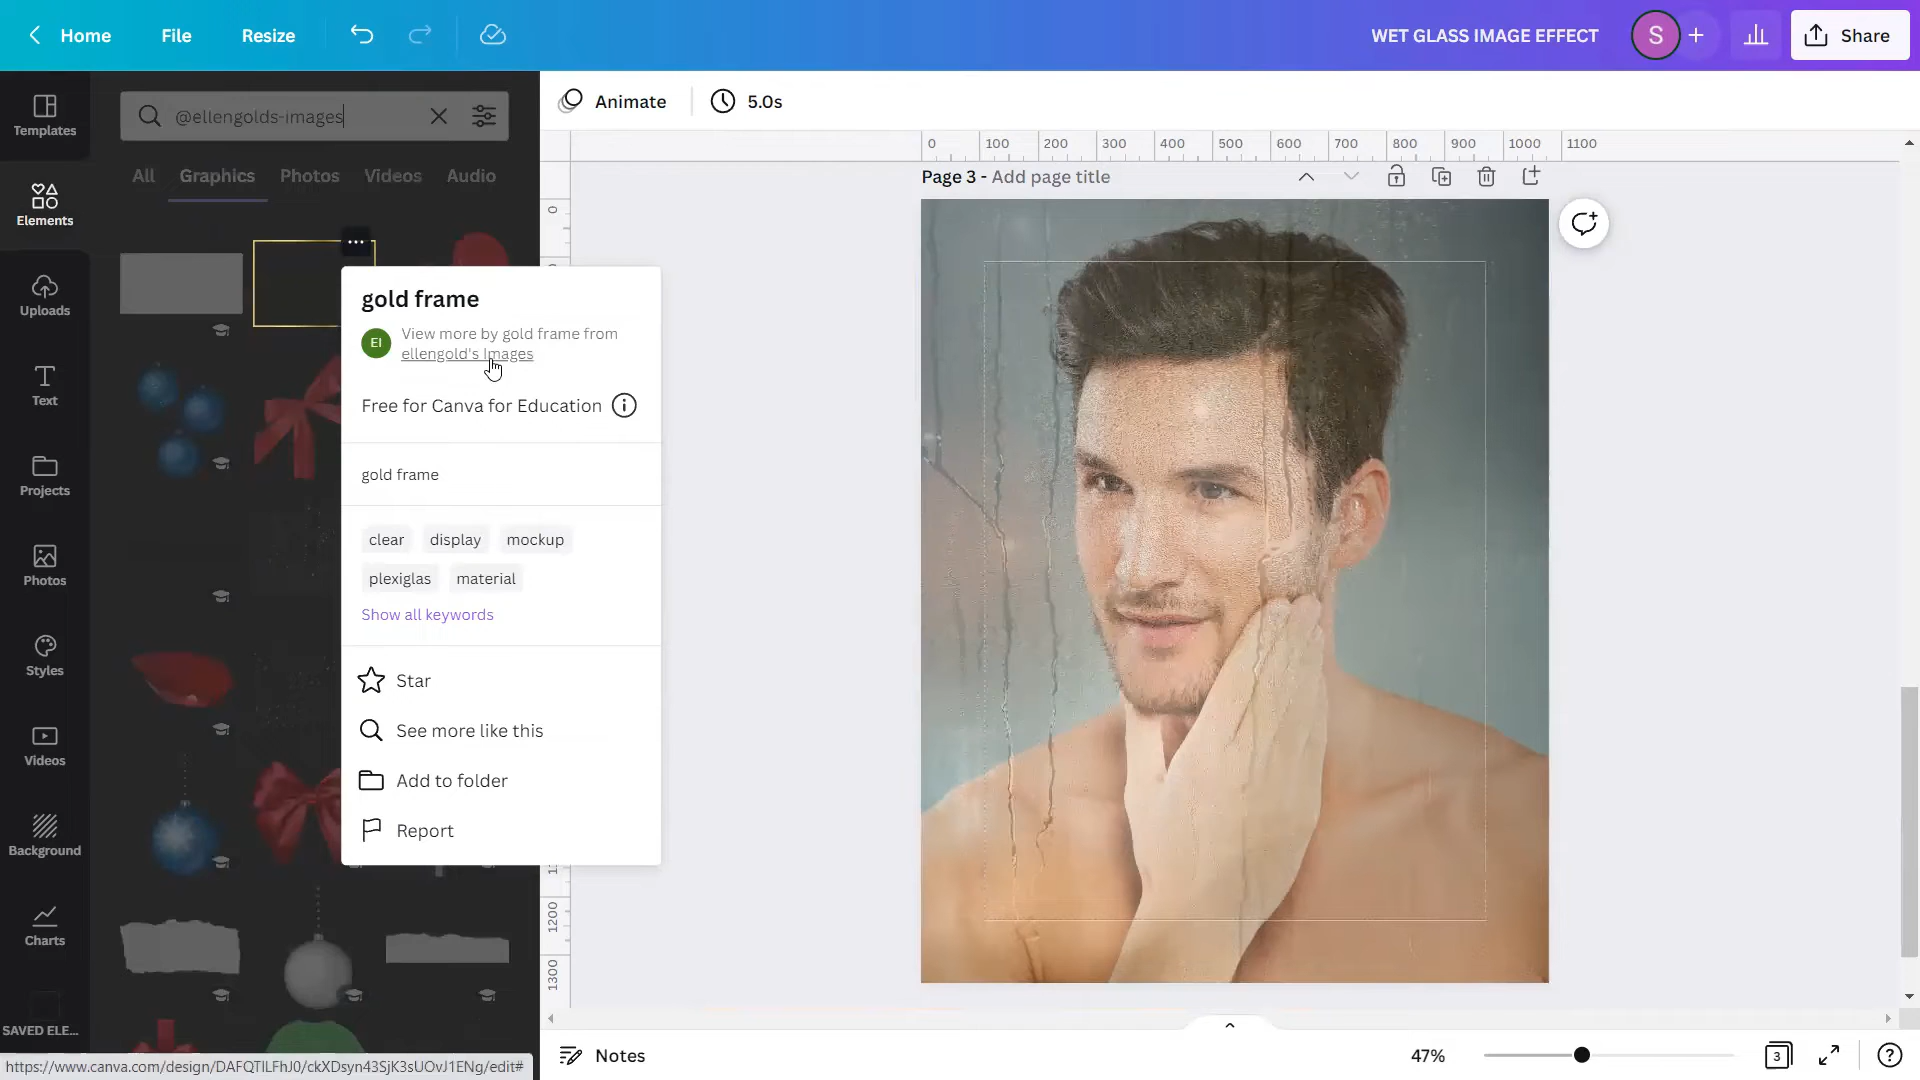 Home File Resize WET GLASS IMAGE EFFECT S Share
@ellengolds-images
Animate 5.0s
Templates
Elements
Uploads
Text
Projects
Photos
Styles
Videos
Background
Charts
SAVED ELE...
All Graphics Photos Videos Audio
gold frame
EI
View more by gold frame from
ellengold's Images
Free for Canva for Education
gold frame
clear display mockup
plexiglas material
Show all keywords
Star
See more like this
Add to folder
Report
0 100 200 300 400 500 600 700 800 900 1000 1100
Page 3 - Add page title
0
1200
1300
Notes 47% 3
https://www.canva.com/design/DAFQTILFhJ0/ckXDsyn43SjK3sUOvJ1ENg/edit#